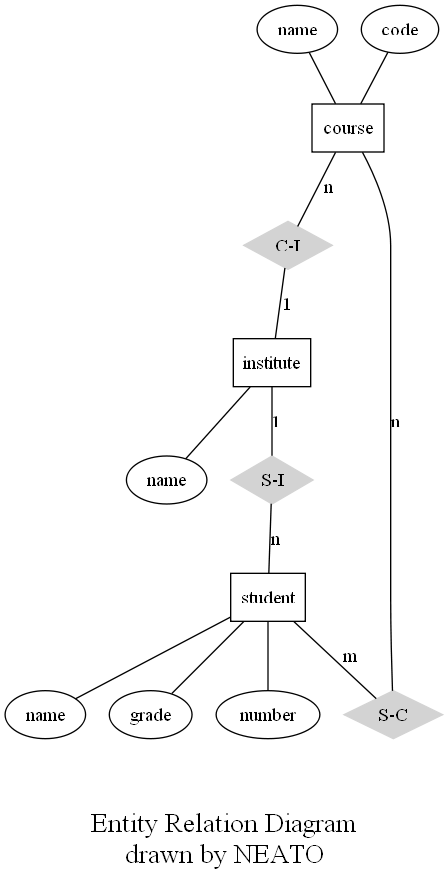 name
code
course
n
C-I
1
institute
1
n
name
S-I
n
student
m
name
grade
number
S-C
Entity Relation Diagram
drawn by NEATO